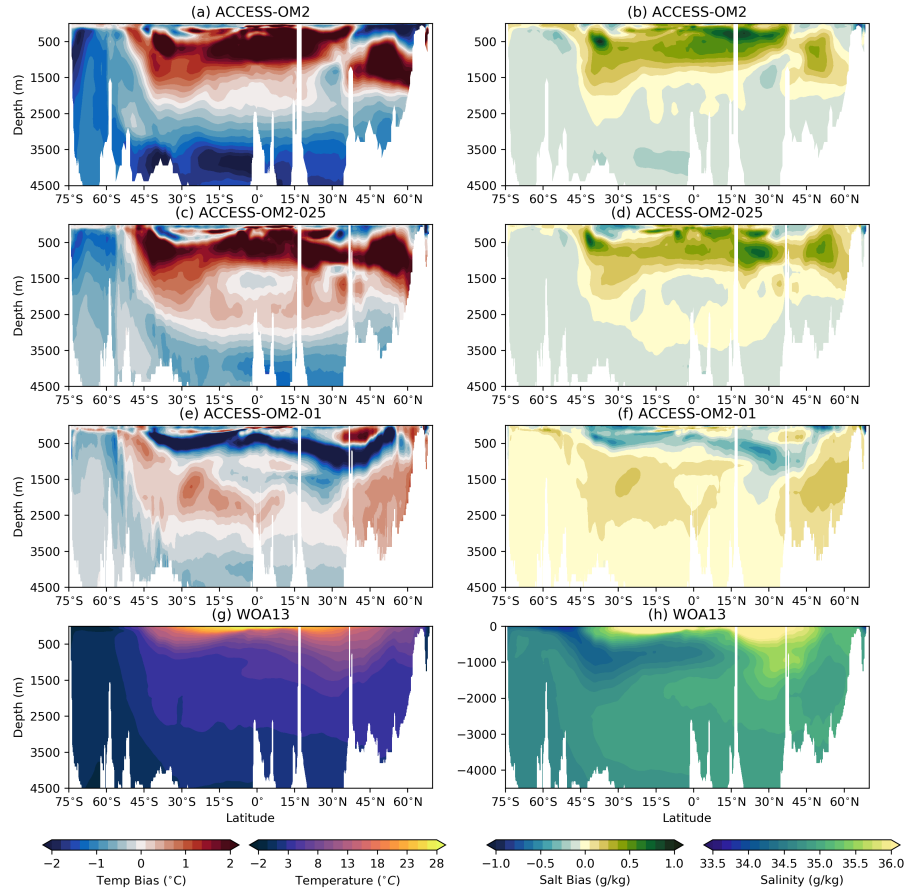 (a) ACCESS-OM2
(b) ACCESS-OM2
Depth (m)
500
1500
2500
3500
4500
75°S 60°S 45°S 30°S 15°S 0° 15°N 30°N 45°N 60°N
75°S 60°S 45°S 30°S 15°S 0° 15°N 30°N 45°N 60°N
500
1500
2500
3500
4500
(c) ACCESS-OM2-025
(d) ACCESS-OM2-025
Depth (m)
500
1500
2500
3500
4500
75°S 60°S 45°S 30°S 15°S 0° 15°N 30°N 45°N 60°N
500
1500
2500
3500
4500
75°S 60°S 45°S 30°S 15°S 0° 15°N 30°N 45°N 60°N
(e) ACCESS-OM2-01
(f) ACCESS-OM2-01
Depth (m)
500
1500
2500
3500
4500
75°S 60°S 45°S 30°S 15°S 0° 15°N 30°N 45°N 60°N
500
1500
2500
3500
4500
75°S 60°S 45°S 30°S 15°S 0° 15°N 30°N 45°N 60°N
(g) WOA13
(h) WOA13
Depth (m)
500
1500
2500
3500
4500
75°S 60°S 45°S 30°S 15°S 0° 15°N 30°N 45°N 60°N
Latitude
0
−1000
−2000
−3000
−4000
75°S 60°S 45°S 30°S 15°S 0° 15°N 30°N 45°N 60°N
Latitude
−2 −1 0 1 2
Temp Bias (°C)
−2 3 8 13 18 23 28
Temperature (°C)
−1.0 −0.5 0.0 0.5 1.0
Salt Bias (g/kg)
33.5 34.0 34.5 35.0 35.5 36.0
Salinity (g/kg)